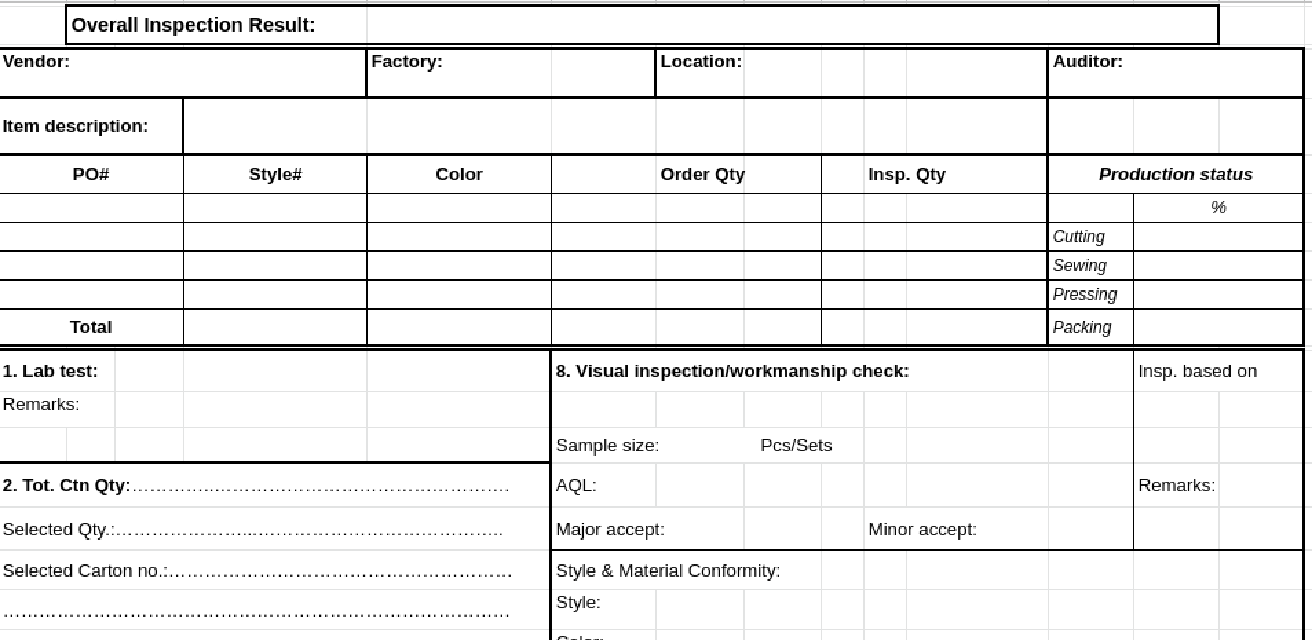 Overall Inspection Result:
Vendor: Factory: Location: Auditor:
Item description:
PO# Style# Color Order Qty Insp. Qty Production status
%
Cutting
Sewing
Pressing
Total Packing
1. Lab test: 8. Visual inspection/workmanship check: Insp. based on
Remarks:
Sample size: Pcs/Sets
2. Tot. Ctn Qty:…………………………………………………………. AQL: Remarks:
Selected Qty.:…………………………………………………………. Major accept: Minor accept:
Selected Carton no.:…………………………………………………… Style & Material Conformity:
……………………………………………………………………………… Style:
Color: